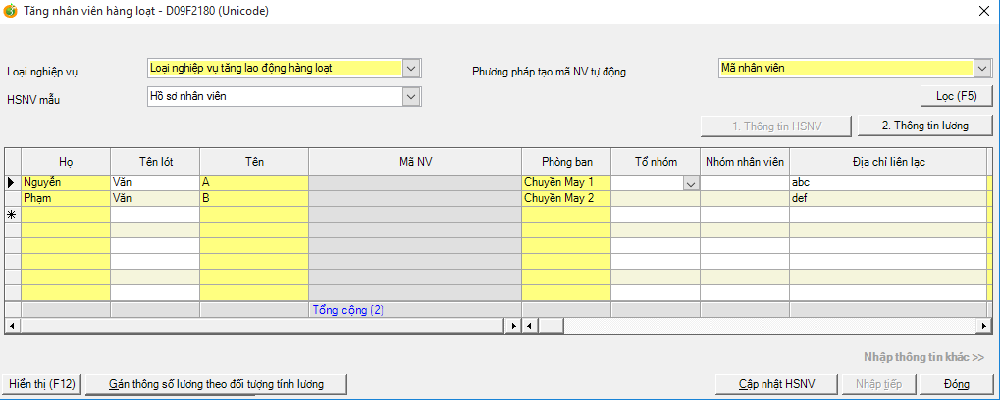 Tăng nhân viên hàng loạt - D09F2180 (Unicode)
Loại nghiệp vụ Loại nghiệp vụ tăng lao động hàng loạt Phương pháp tạo mã NV tự động Mã nhân viên
HSNV mẫu Hồ sơ nhân viên Lọc (F5)
1. Thông tin HSNV 2. Thông tin lương
Họ Tên lót Tên Mã NV Phòng ban Tổ nhóm Nhóm nhân viên Địa chỉ liên lạc
Nguyễn Văn A Chuyền May 1 abc
Phạm Văn B Chuyền May 2 def
Tổng cộng (2)
Nhập thông tin khác >>
Hiển thị (F12) Gán thông số lương theo đối tượng tính lương Cập nhật HSNV Nhập tiếp Đóng